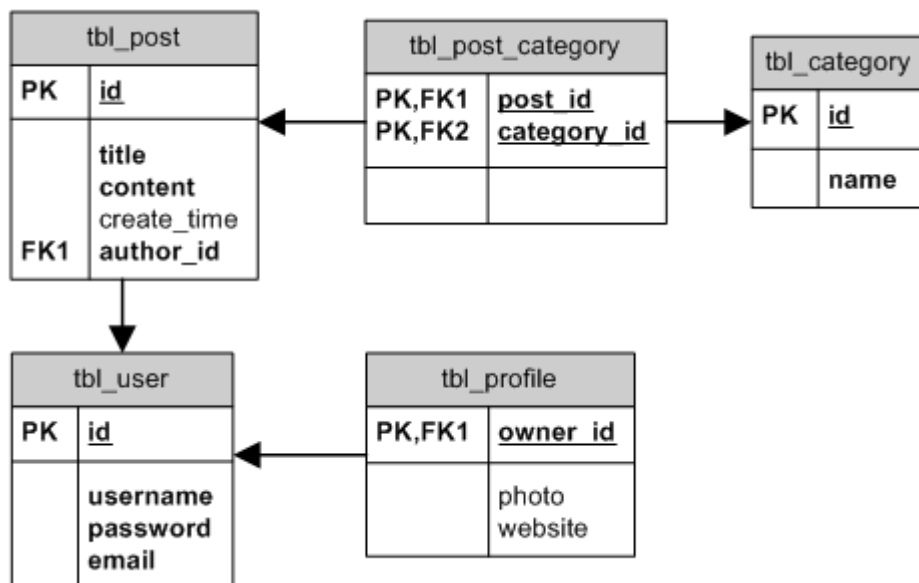 tbl_post
PK id
title
content
create_time
FK1 author_id
tbl_post_category
PK,FK1 post_id
PK,FK2 category_id
tbl_category
PK id
name
tbl_user
PK id
username
password
email
tbl_profile
PK,FK1 owner_id
photo
website